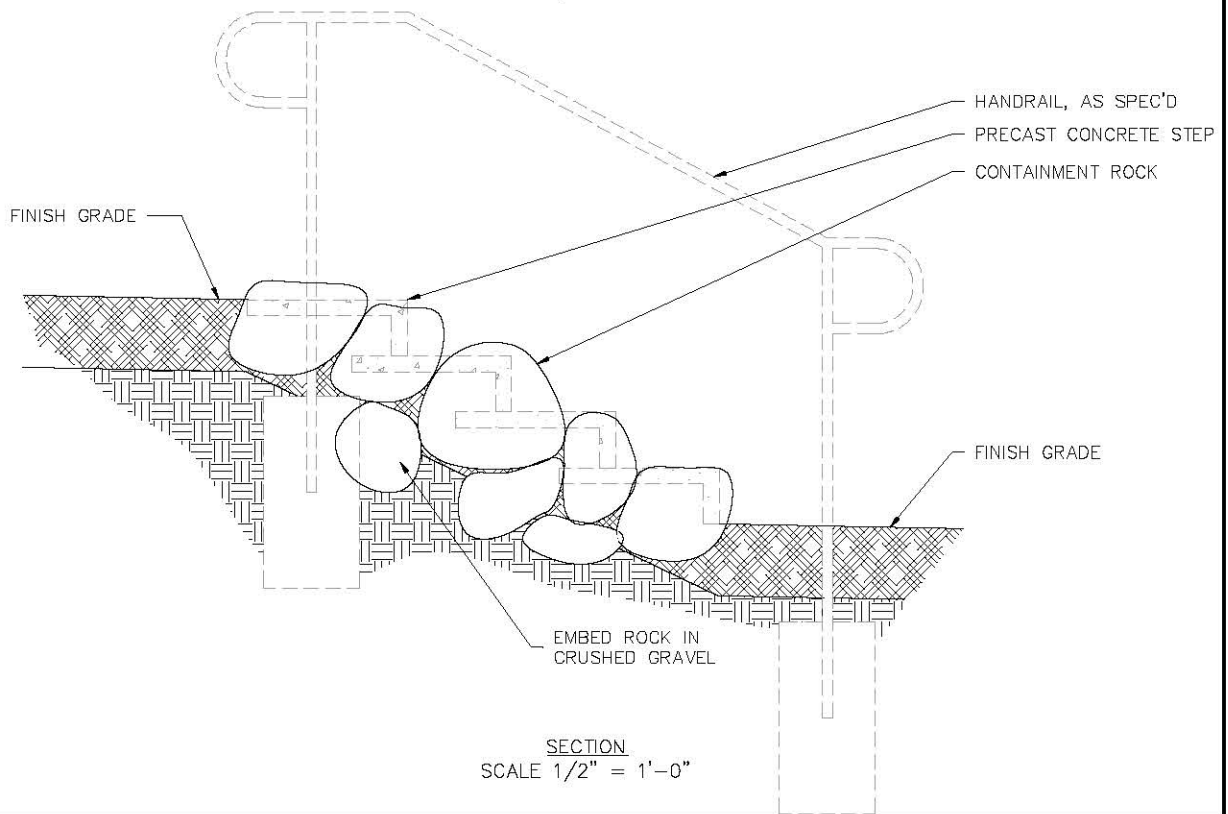 HANDRAIL, AS SPEC'D
PRECAST CONCRETE STEP
CONTAINMENT ROCK
FINISH GRADE
FINISH GRADE
EMBED ROCK IN
CRUSHED GRAVEL
SECTION
SCALE 1/2" = 1'-0"